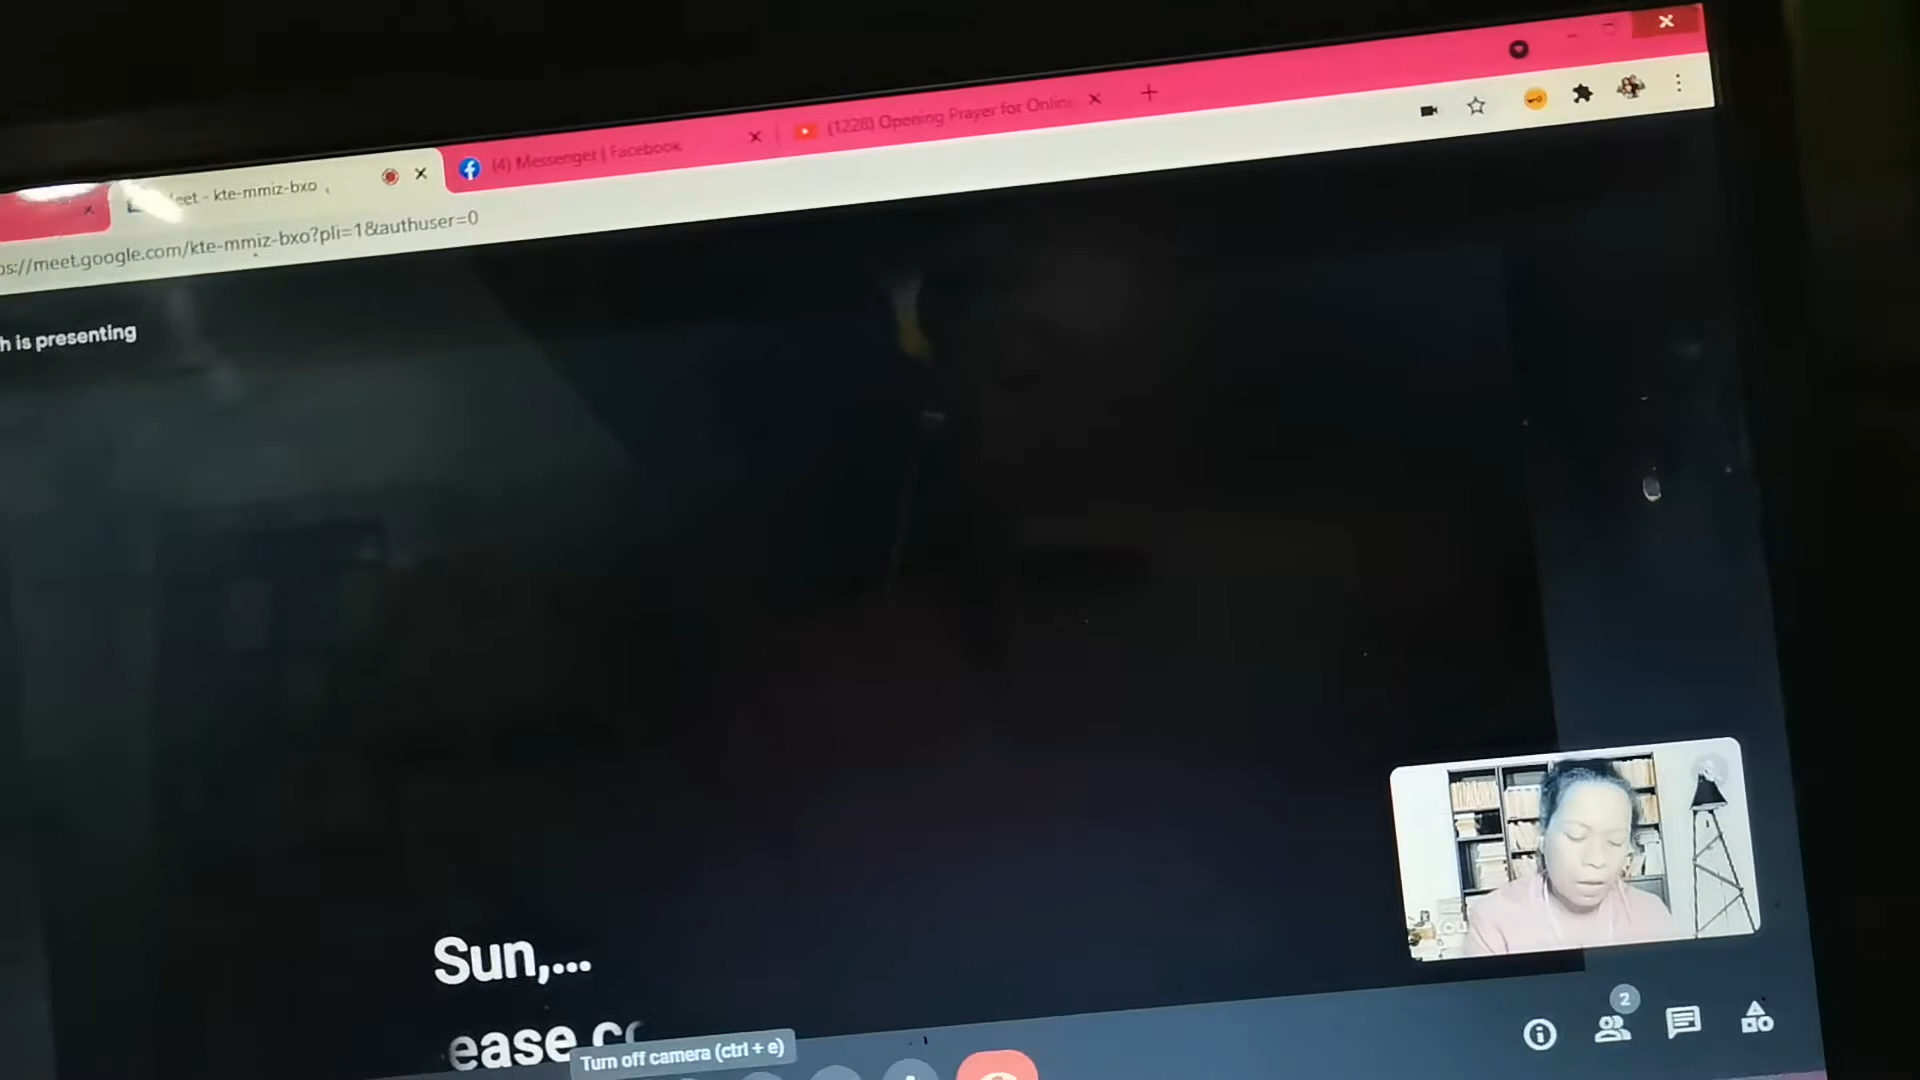 eet - kte-mmiz-bxo
(4) Messenger | Facebook
(1228) Opening Prayer for Onlin
ps://meet.google.com/kte-mmiz-bxo?pli=1&authuser=0
h is presenting
Sun,...
ease
Turn off camera (ctrl + e)
2